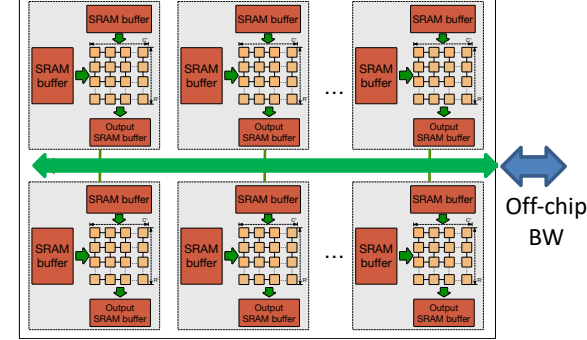 SRAM buffer
SRAM buffer
SRAM buffer
C'
C'
C'
SRAM
buffer
R'
SRAM
buffer
R'
SRAM
buffer
R'
...
Output
SRAM buffer
Output
SRAM buffer
Output
SRAM buffer
Off-chip
BW
SRAM buffer
SRAM buffer
SRAM buffer
C'
C'
C'
SRAM
buffer
R'
SRAM
buffer
R'
SRAM
buffer
R'
...
Output
SRAM buffer
Output
SRAM buffer
Output
SRAM buffer